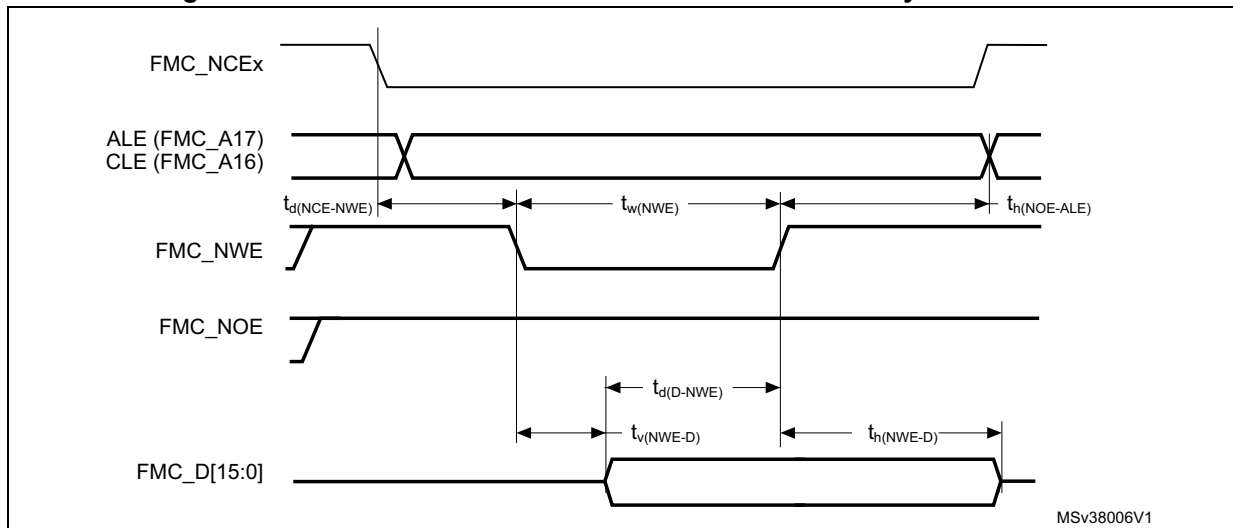 FMC_NCEx
ALE (FMC_A17)
CLE (FMC_A16)
td(NCE-NWE)
tw(NWE)
th(NOE-ALE)
FMC_NWE
FMC_NOE
td(D-NWE)
tv(NWE-D)
th(NWE-D)
FMC_D[15:0]
MSv38006V1